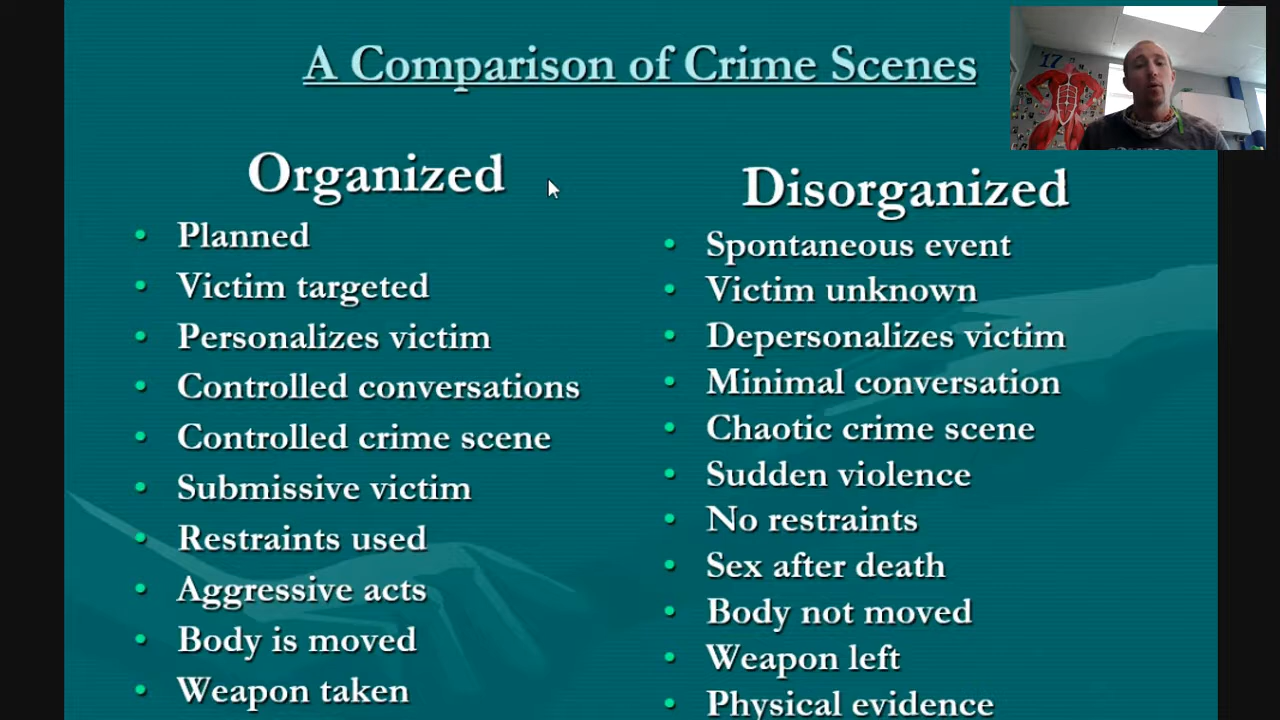 A Comparison of Crime Scenes
'17
Organized
Planned
Victim targeted
Personalizes victim
Controlled conversations
Controlled crime scene
Submissive victim
Restraints used
Aggressive acts
Body is moved
Weapon taken
Disorganized
Spontaneous event
Victim unknown
Depersonalizes victim
Minimal conversation
Chaotic crime scene
Sudden violence
No restraints
Sex after death
Body not moved
Weapon left
Physical evidence